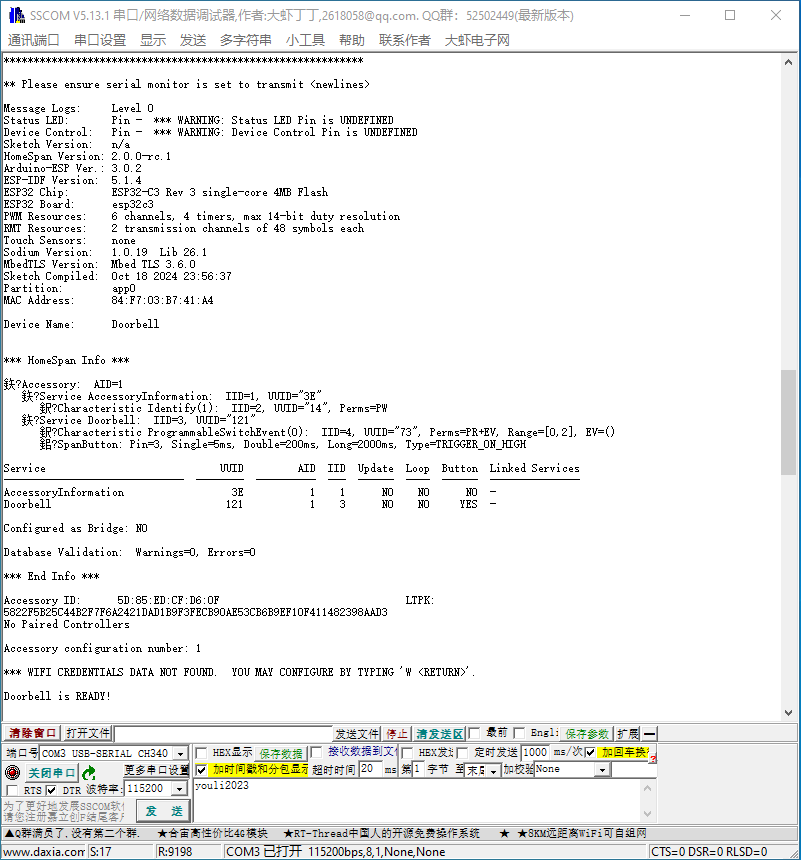 SSCOM V5.13.1 串口/网络数据调试器,作者:大虾丁丁,2618058@qq.com. QQ群: 52502449(最新版本)
通讯端口 串口设置 显示 发送 多字符串 小工具 帮助 联系作者 大虾电子网
************************************************************
** Please ensure serial monitor is set to transmit <newlines>
Message Logs: Level 0
Status LED: Pin - *** WARNING: Status LED Pin is UNDEFINED
Device Control: Pin - *** WARNING: Device Control Pin is UNDEFINED
Sketch Version: n/a
HomeSpan Version: 2.0.0-rc.1
Arduino-ESP Ver.: 3.0.2
ESP-IDF Version: 5.1.4
ESP32 Chip: ESP32-C3 Rev 3 single-core 4MB Flash
ESP32 Board: esp32c3
PWM Resources: 6 channels, 4 timers, max 14-bit duty resolution
RMT Resources: 2 transmission channels of 48 symbols each
Touch Sensors: none
Sodium Version: 1.0.19 Lib 26.1
MbedTLS Version: Mbed TLS 3.6.0
Sketch Compiled: Oct 18 2024 23:56:37
Partition: app0
MAC Address: 84:F7:03:B7:41:A4
Device Name: Doorbell
*** HomeSpan Info ***
鈥?Accessory: AID=1
鈥?Service AccessoryInformation: IID=1, UUID="3E"
鈫?Characteristic Identify(1): IID=2, UUID="14", Perms=PW
鈥?Service Doorbell: IID=3, UUID="121"
鈫?Characteristic ProgrammableSwitchEvent(0): IID=4, UUID="73", Perms=PR+EV, Range=[0,2], EV=()
鈯?SpanButton: Pin=3, Single=5ms, Double=200ms, Long=2000ms, Type=TRIGGER_ON_HIGH
Service UUID AID IID Update Loop Button Linked Services
AccessoryInformation 3E 1 1 NO NO NO -
Doorbell 121 1 3 NO NO YES -
Configured as Bridge: NO
Database Validation: Warnings=0, Errors=0
*** End Info ***
Accessory ID: 5D:85:ED:CF:D6:0F LTPK:
5822F5B25C44B2F7F6A2421DAD1B9F3FECB90AE53CB6B9EF10F411482398AAD3
No Paired Controllers
Accessory configuration number: 1
*** WIFI CREDENTIALS DATA NOT FOUND. YOU MAY CONFIGURE BY TYPING 'W <RETURN>'.
Doorbell is READY!
清除窗口 打开文件 发送文件 停止 清发送区 最前 Engli 保存参数 扩展 —
端口号 COM3 USB-SERIAL CH340 HEX显示 保存数据 接收数据到文 HEX发 定时发送 1000 ms/次 加回车换
关闭串口 更多串口设置 加时间戳和分包显示 超时时间 20 ms 第1 字节 至 末尾 加校验 None
RTS DTR 波特率: 115200 youli2023
为了更好地发展SSCOM软
请您注册嘉立创F结尾客户
发 送
▲Q群满员了,没有第二个群. ★合宙高性价比4G模块 ★RT-Thread中国人的开源免费操作系统 ★ ★8KM远距离WiFi可自组网
www.daxia.com S:17 R:9198 COM3 已打开 115200bps,8,1,None,None CTS=0 DSR=0 RLSD=0